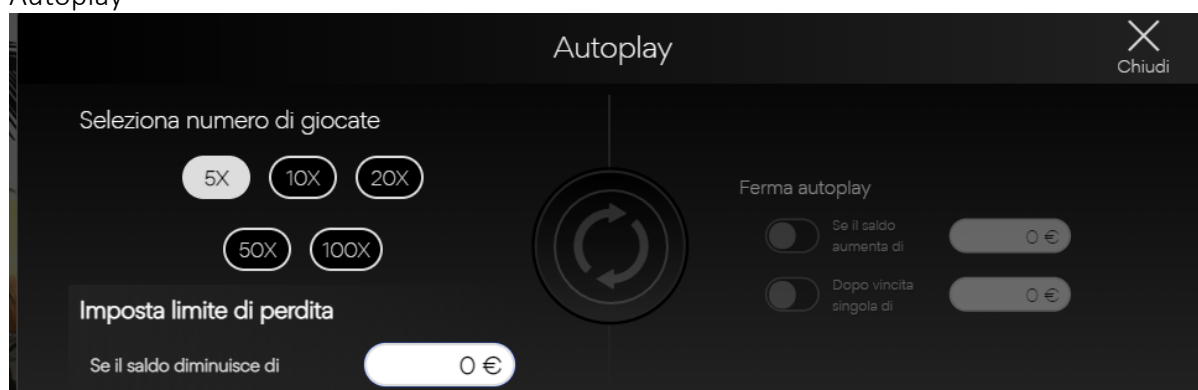 Autoplay
Autoplay
Chiudi
Seleziona numero di giocate
5X 10X 20X
50X 100X
Imposta limite di perdita
Se il saldo diminuisce di 0 €
Ferma autoplay
Se il saldo
aumenta di 0 €
Dopo vincita
singola di 0 €